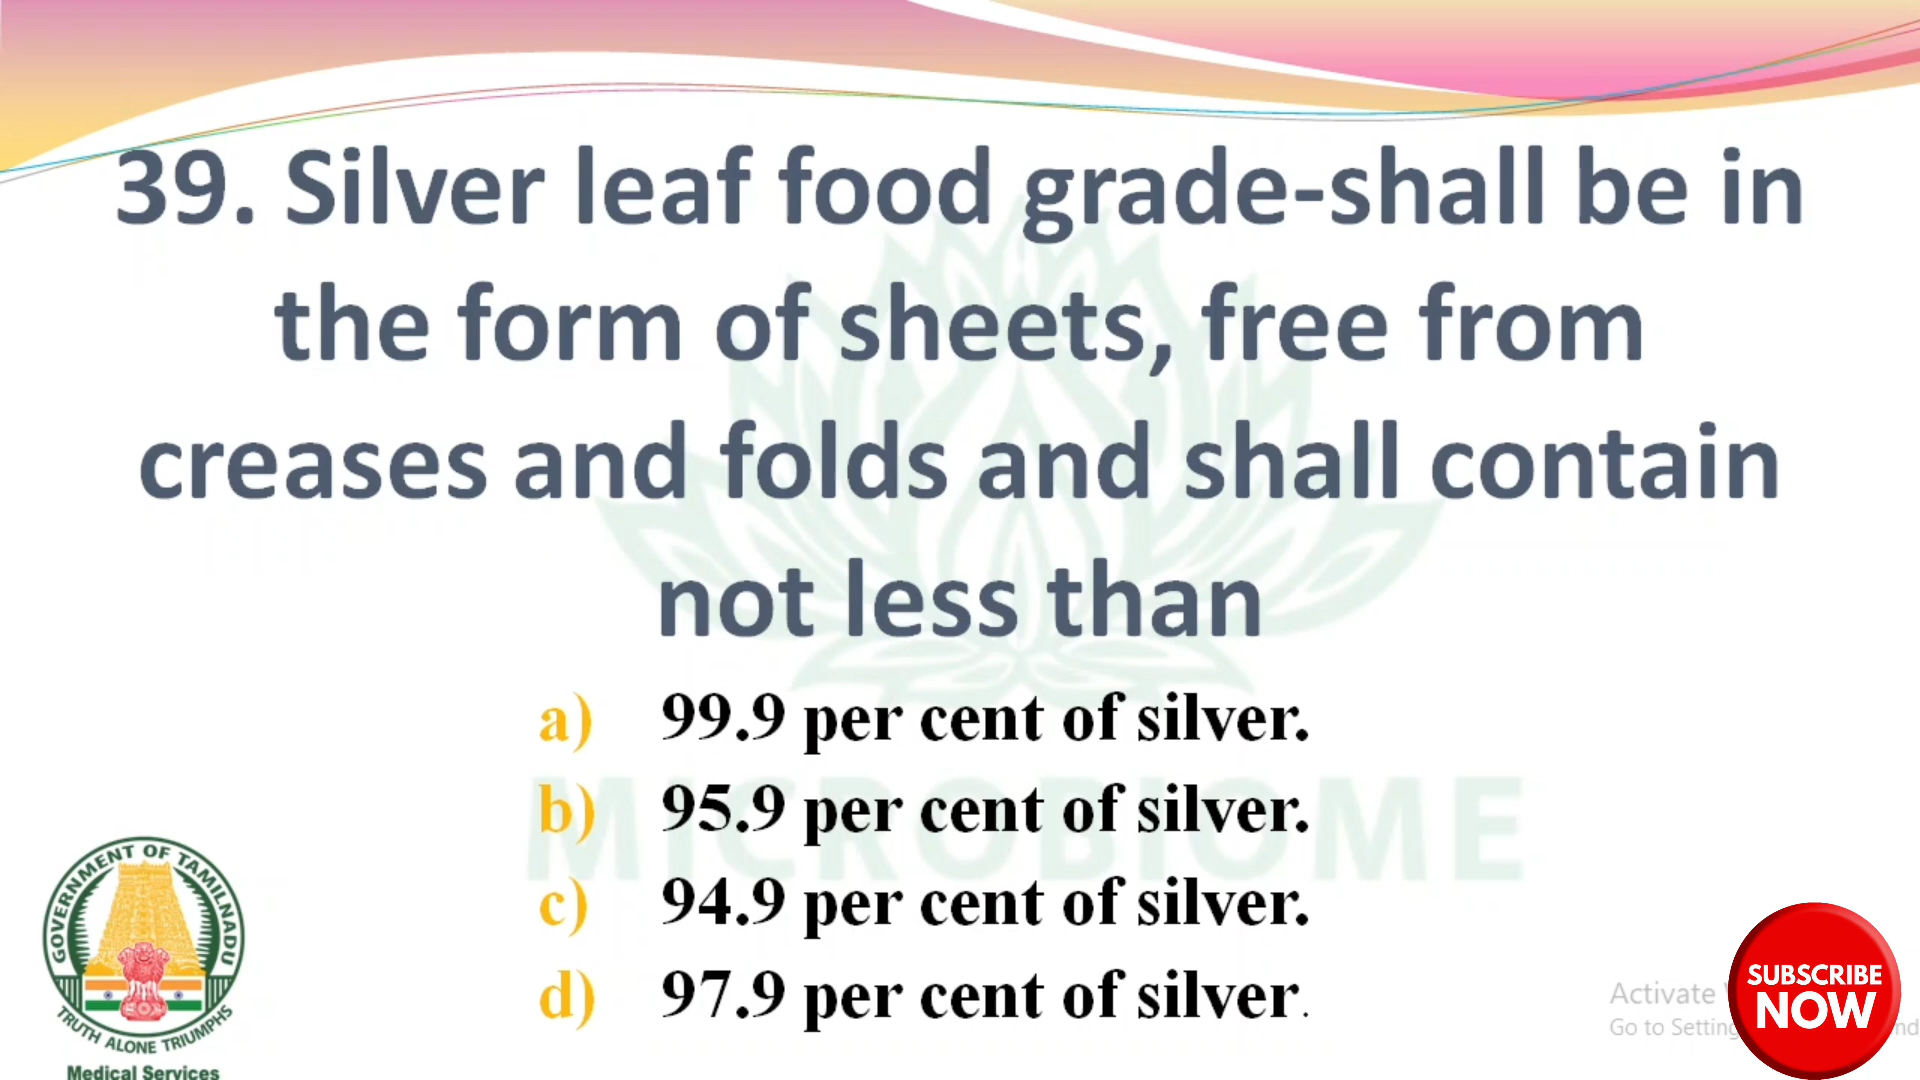 39. Silver leaf food grade-shall be in
the form of sheets, free from
creases and folds and shall contain
not less than
a) 99.9 per cent of silver.
b) 95.9 per cent of silver.
c) 94.9 per cent of silver.
d) 97.9 per cent of silver.
MICROBIOME
GOVERNMENT OF TAMILNADU
TRUTH ALONE TRIUMPHS
Medical Services
Activate
Go to
SUBSCRIBE
NOW